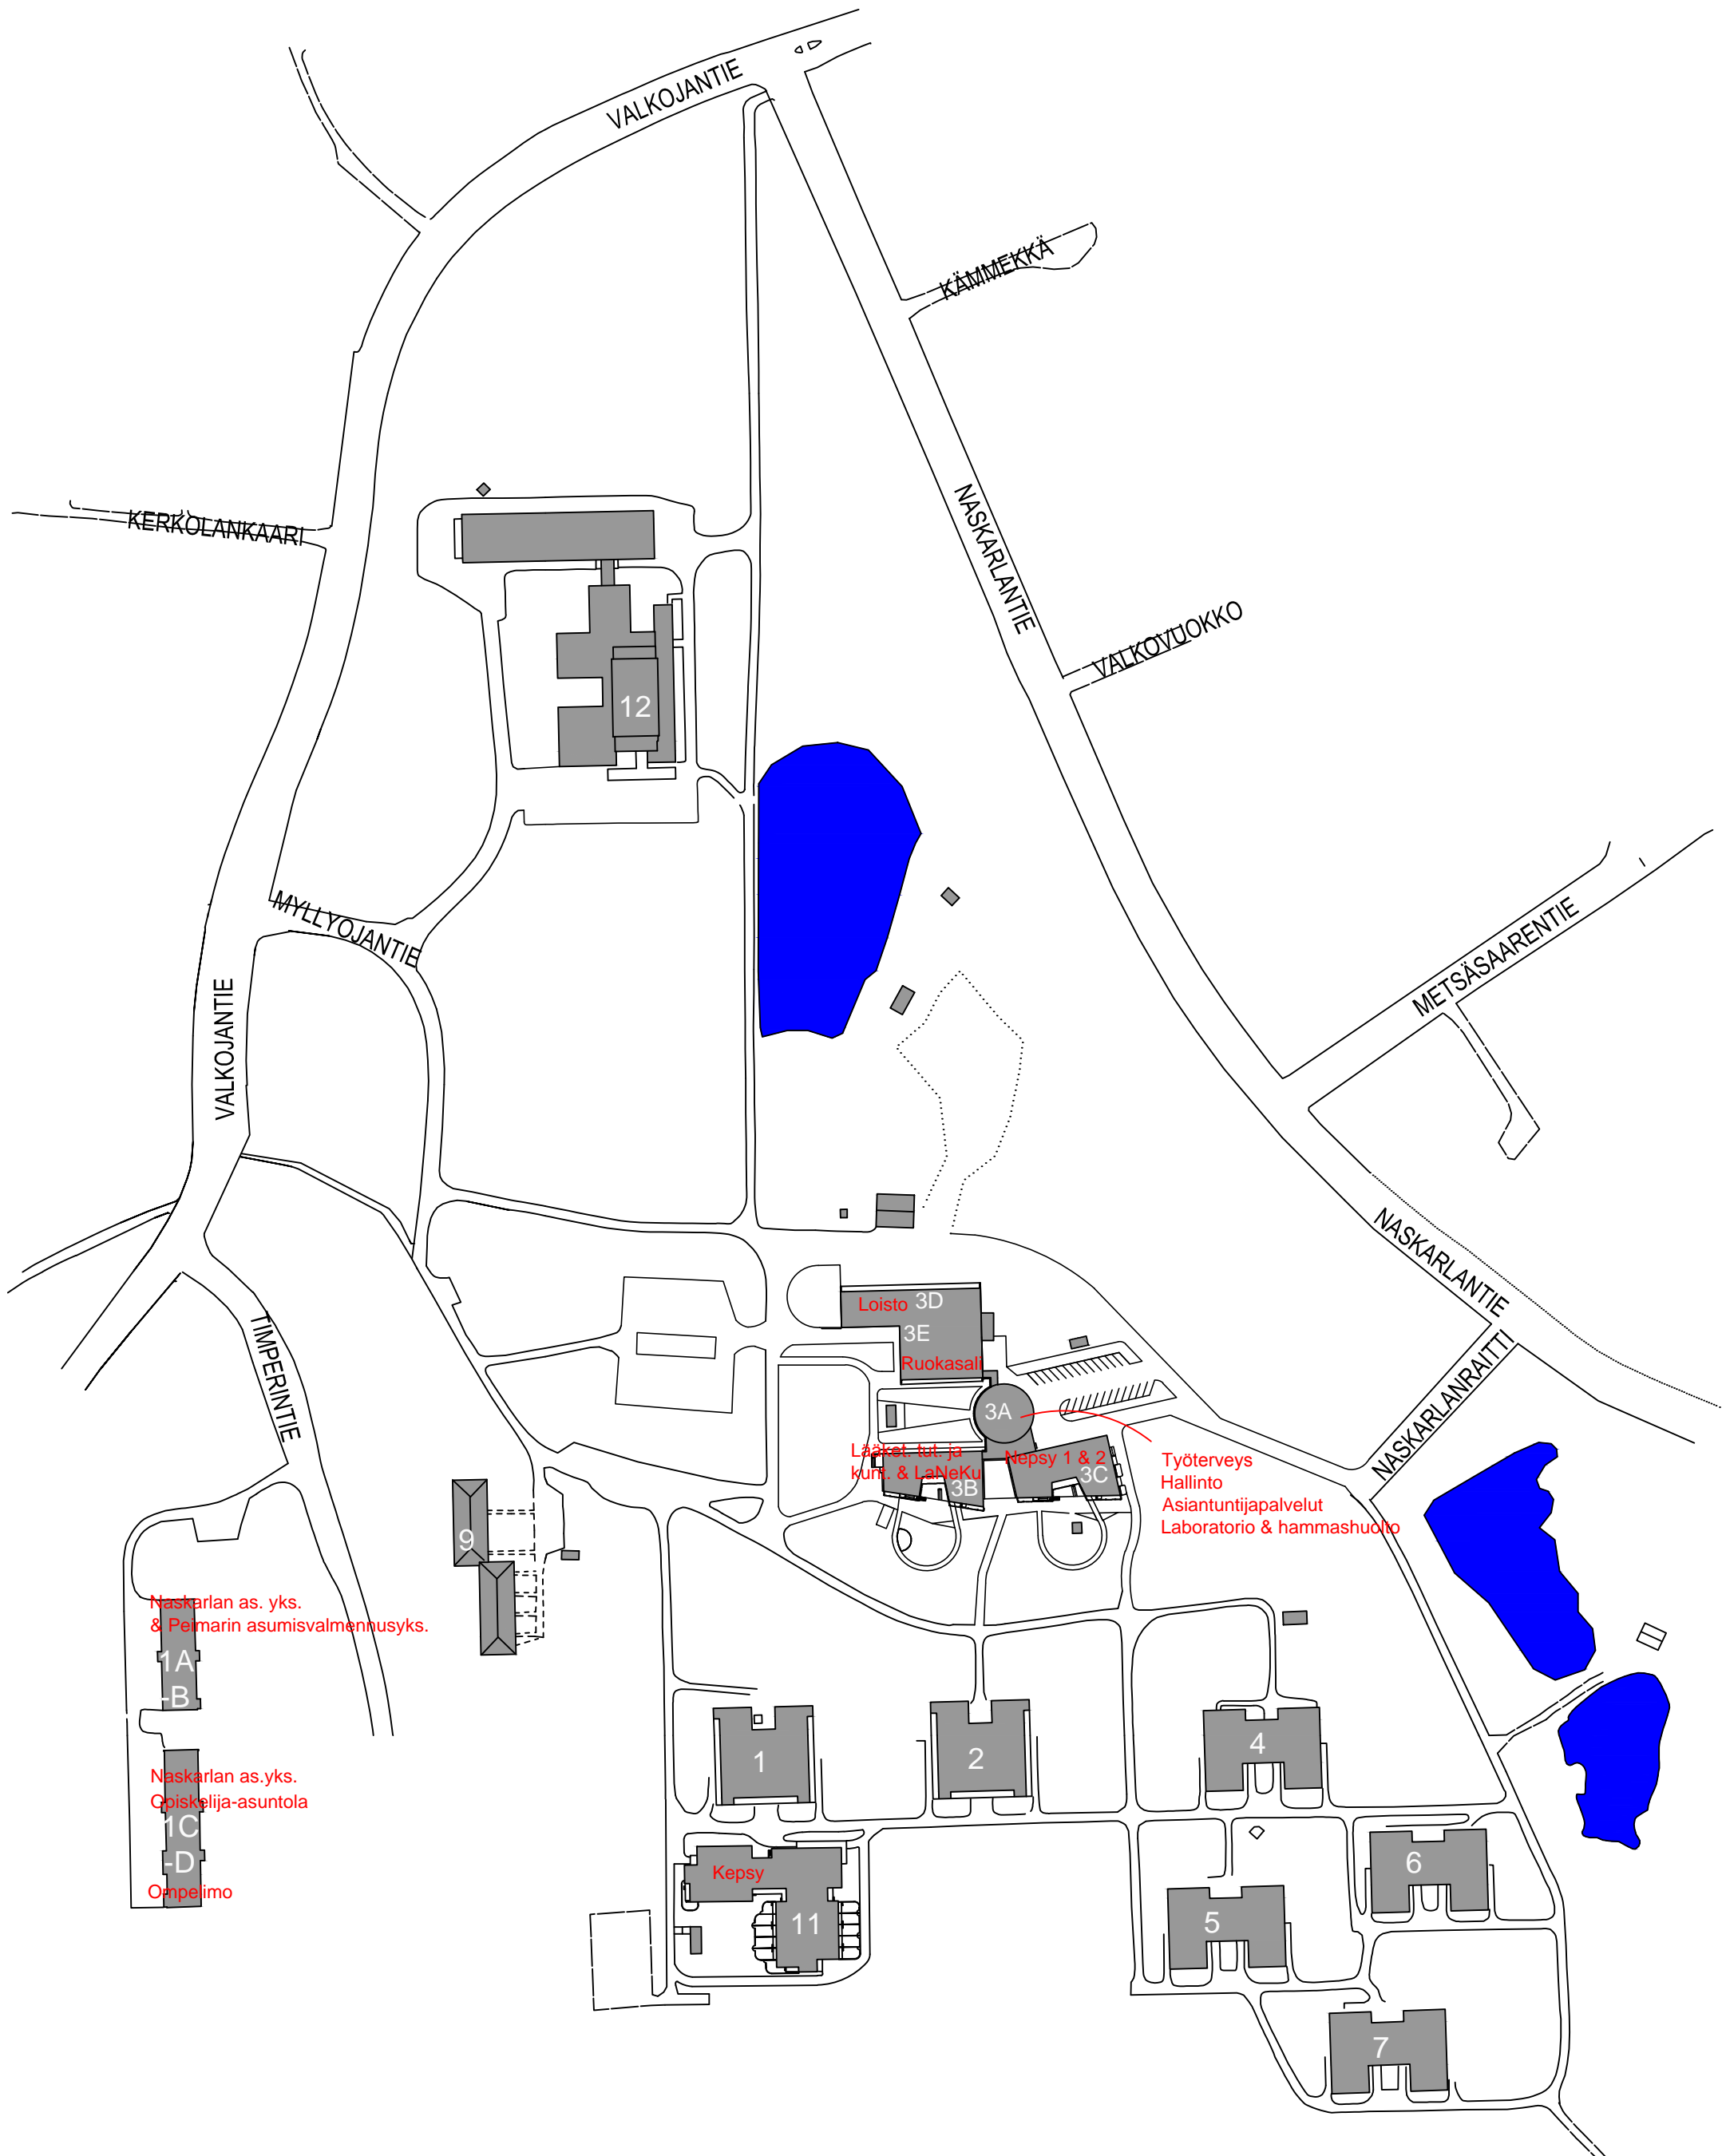 VALKOJANTIE
KÄMMEKKÄ
KERKOLANKAARI
NASKARLANTIE
VALKOVUOKKO
12
MYLLYOJANTIE
METSÄSAARENTIE
VALKOJANTIE
NASKARLANTIE
TIMPERINTIE
NASKARLANRAITTI
Loisto 3D
3E
Ruokasali
3A
Lääket. tut. ja
kunt. & LaNeKu
3B
Nepsy 1 & 2
3C
Työterveys
Hallinto
Asiantuntijapalvelut
Laboratorio & hammashuolto
9
Naskarlan as. yks.
& Peimarin asumisvalmennusyks.
1A
-B
1
2
4
Naskarlan as.yks.
Opiskelija-asuntola
1C
-D
Ompelimo
Kepsy
11
6
5
7